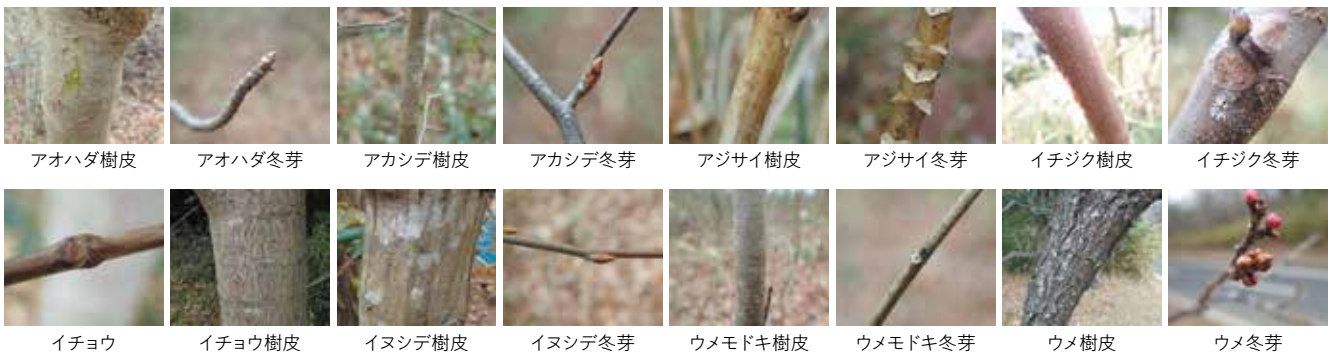 アオハダ樹皮
アオハダ冬芽
アカシデ樹皮
アカシデ冬芽
アジサイ樹皮
アジサイ冬芽
イチジク樹皮
イチジク冬芽
イチョウ
イチョウ樹皮
イヌシデ樹皮
イヌシデ冬芽
ウメモドキ樹皮
ウメモドキ冬芽
ウメ樹皮
ウメ冬芽